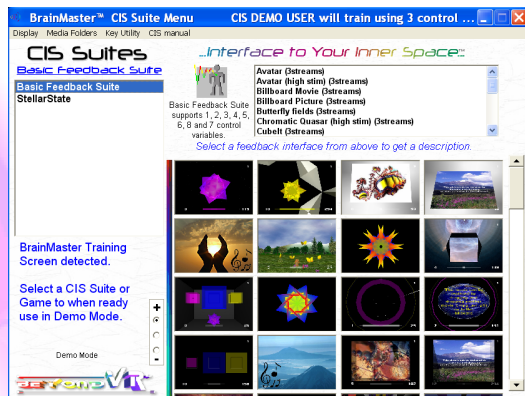 BrainMaster™ CIS Suite Menu CIS DEMO USER will train using 3 control ...
Display Media Folders Key Utility CIS manual
CIS Suites
Basic Feedback Suite
Basic Feedback Suite
StellarState
BrainMaster Training
Screen detected.
Select a CIS Suite or
Game to when ready
use in Demo Mode.
+
-
Demo Mode
BeyondVR
...Interface to Your Inner Space™
Basic Feedback Suite
supports 1, 2, 3, 4, 5,
6, 8 and 7 control
variables.
Avatar (3streams)
Avatar (high stim) (3streams)
Billboard Movie (3streams)
Billboard Picture (3streams)
Butterfly fields (3streams)
Chromatic Quasar (high stim) (3streams)
CubeIt (3streams)
Select a feedback interface from above to get a description.